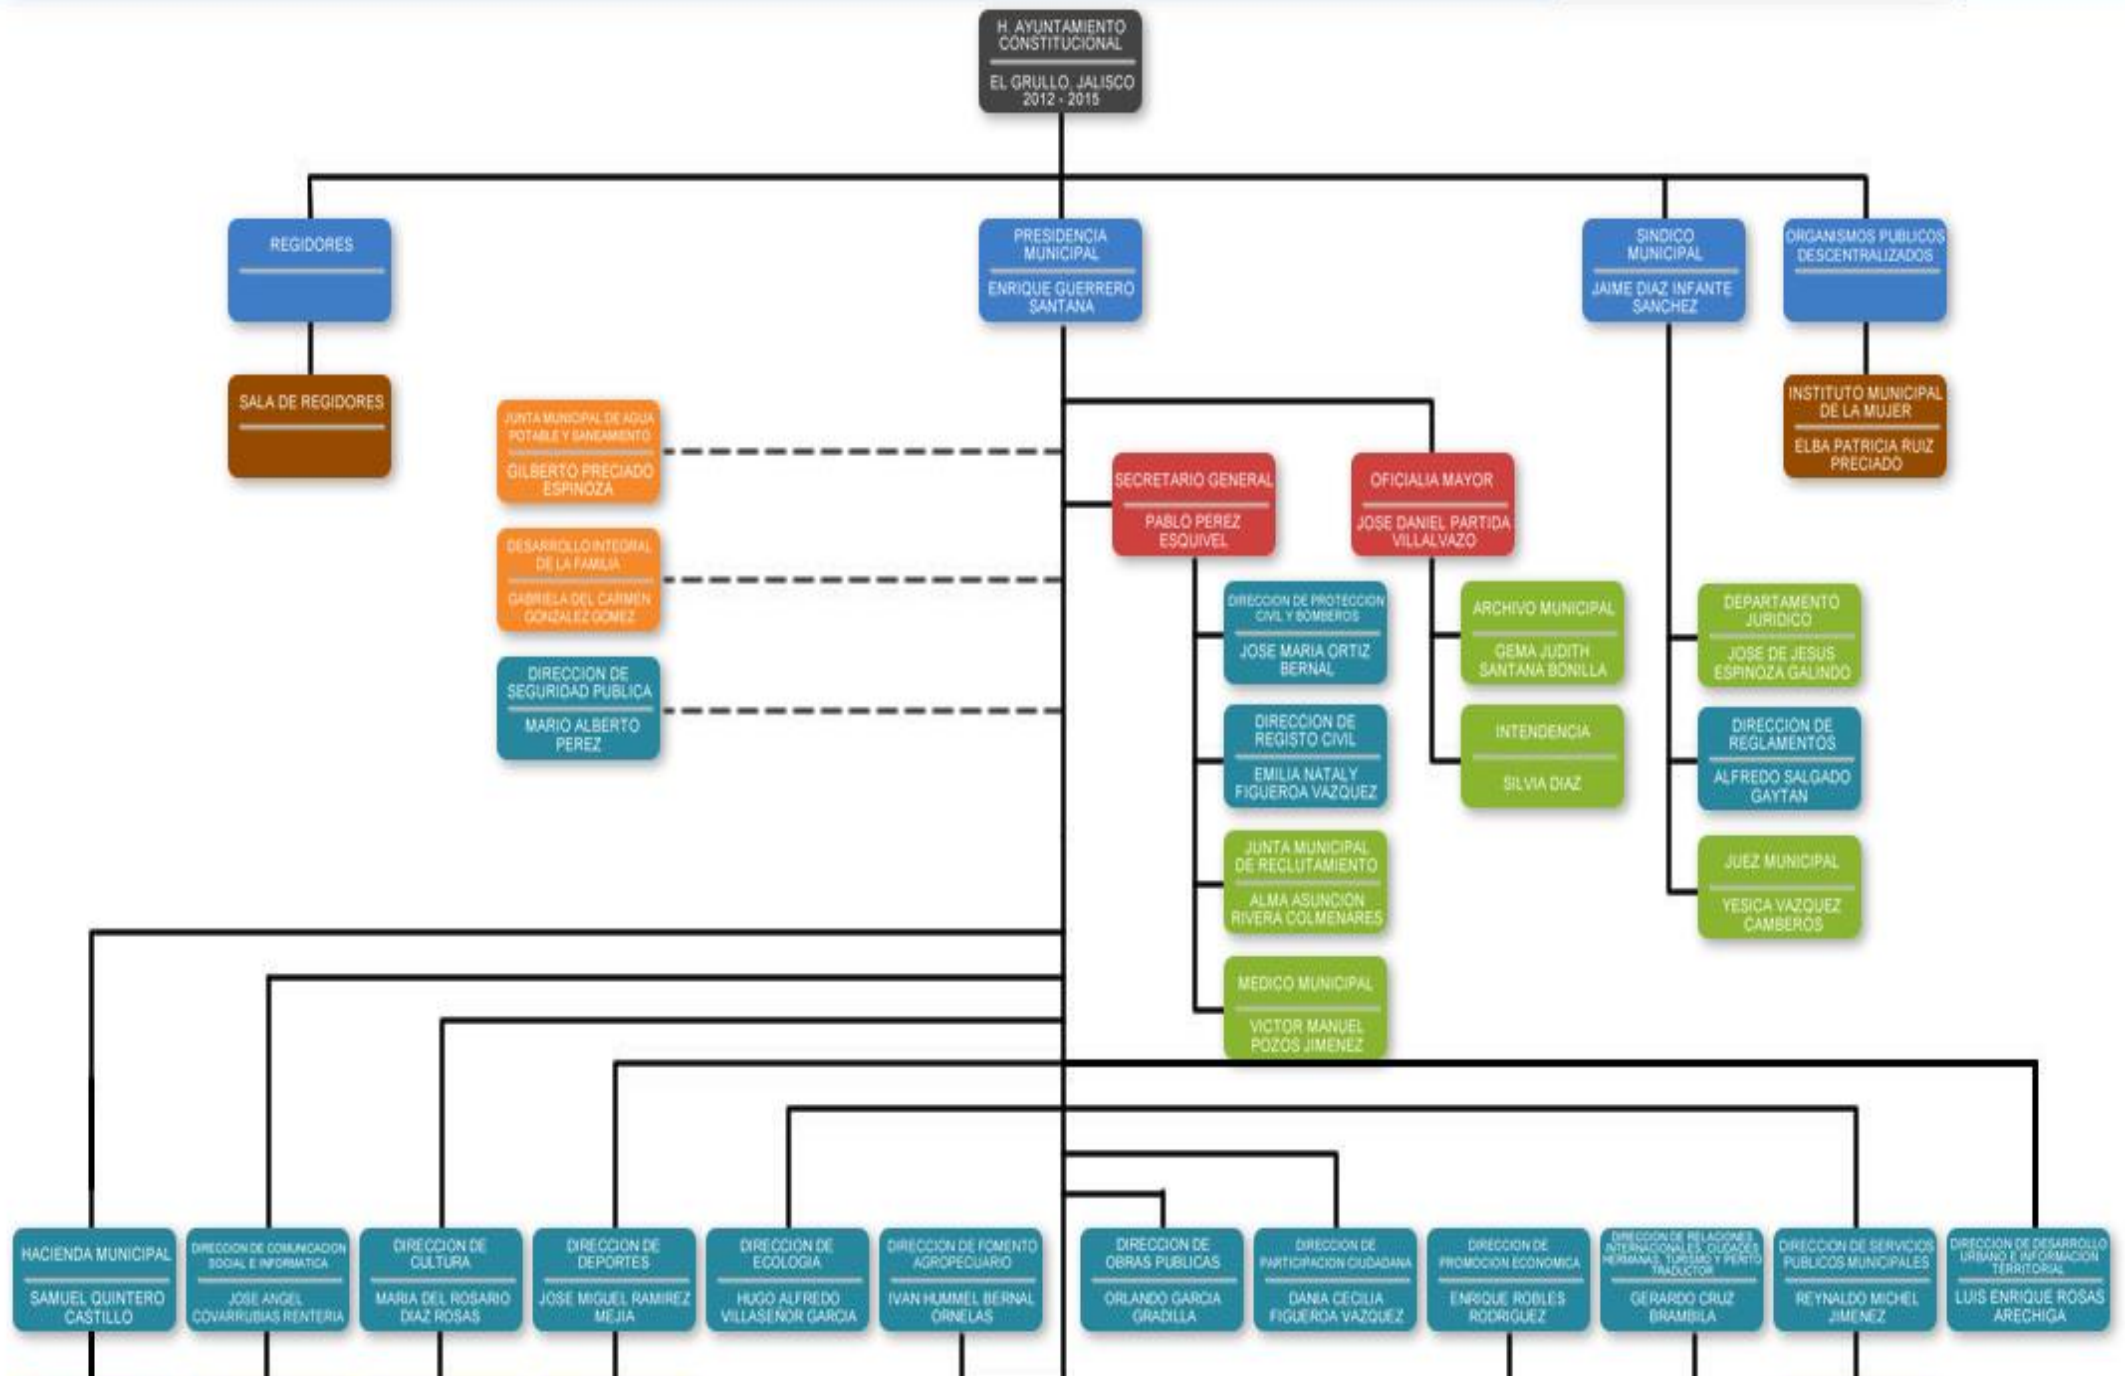 H. AYUNTAMIENTO
CONSTITUCIONAL
EL GRULLO, JALISCO
2012 - 2015
REGIDORES
PRESIDENCIA
MUNICIPAL
ENRIQUE GUERRERO
SANTANA
SINDICO
MUNICIPAL
JAIME DIAZ INFANTE
SANCHEZ
ORGANISMOS PUBLICOS
DESCENTRALIZADOS
SALA DE REGIDORES
INSTITUTO MUNICIPAL
DE LA MUJER
ELBA PATRICIA RUIZ
PRECIADO
JUNTA MUNICIPAL DE AGUA
POTABLE Y SANEAMIENTO
GILBERTO PRECIADO
ESPINOZA
SECRETARIO GENERAL
PABLO PEREZ
ESQUIVEL
OFICIALIA MAYOR
JOSE DANIEL PARTIDA
VILLALVAZO
DESARROLLO INTEGRAL
DE LA FAMILIA
GABRIELA DEL CARMEN
GONZALEZ GOMEZ
DIRECCION DE PROTECCION
CIVIL Y BOMBEROS
JOSE MARIA ORTIZ
BERNAL
ARCHIVO MUNICIPAL
GEMA JUDITH
SANTANA BONILLA
DEPARTAMENTO
JURIDICO
JOSE DE JESUS
ESPINOZA GALINDO
DIRECCION DE
SEGURIDAD PUBLICA
MARIO ALBERTO
PEREZ
DIRECCION DE
REGISTO CIVIL
EMILIA NATALY
FIGUEROA VAZQUEZ
INTENDENCIA
SILVIA DIAZ
DIRECCION DE
REGLAMENTOS
ALFREDO SALGADO
GAYTAN
JUNTA MUNICIPAL
DE RECLUTAMIENTO
ALMA ASUNCION
RIVERA COLMENARES
JUEZ MUNICIPAL
YESICA VAZQUEZ
CAMBEROS
MEDICO MUNICIPAL
VICTOR MANUEL
POZOS JIMENEZ
HACIENDA MUNICIPAL
SAMUEL QUINTERO
CASTILLO
DIRECCION DE COMUNICACION
SOCIAL E INFORMATICA
JOSE ANGEL
COVARRUBIAS RENTERIA
DIRECCION DE
CULTURA
MARIA DEL ROSARIO
DIAZ ROSAS
DIRECCION DE
DEPORTES
JOSE MIGUEL RAMIREZ
MEJIA
DIRECCION DE
ECOLOGIA
HUGO ALFREDO
VILLASEÑOR GARCIA
DIRECCION DE FOMENTO
AGROPECUARIO
IVAN HUMMEL BERNAL
ORNELAS
DIRECCION DE
OBRAS PUBLICAS
ORLANDO GARCIA
GRADILLA
DIRECCION DE
PARTICIPACION CIUDADANA
DANIA CECILIA
FIGUEROA VAZQUEZ
DIRECCION DE
PROMOCION ECONOMICA
ENRIQUE ROBLES
RODRIGUEZ
DIRECCION DE RELACIONES
INTERNACIONALES, CIUDADES
HERMANAS, TURISMO Y PERITO
TRADUCTOR
GERARDO CRUZ
BRAMBILA
DIRECCION DE SERVICIOS
PUBLICOS MUNICIPALES
REYNALDO MICHEL
JIMENEZ
DIRECCION DE DESARROLLO
URBANO E INFORMACION
TERRITORIAL
LUIS ENRIQUE ROSAS
ARECHIGA